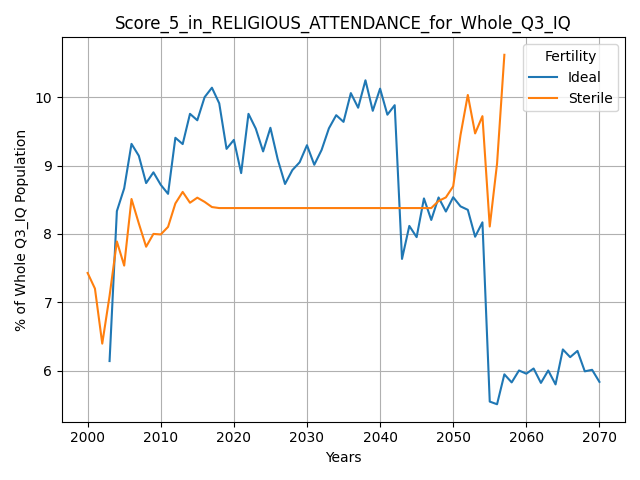 Score_5_in_RELIGIOUS_ATTENDANCE_for_Whole_Q3_IQ
Fertility
Ideal
Sterile
% of Whole Q3_IQ Population
10
9
8
7
6
2000 2010 2020 2030 2040 2050 2060 2070
Years